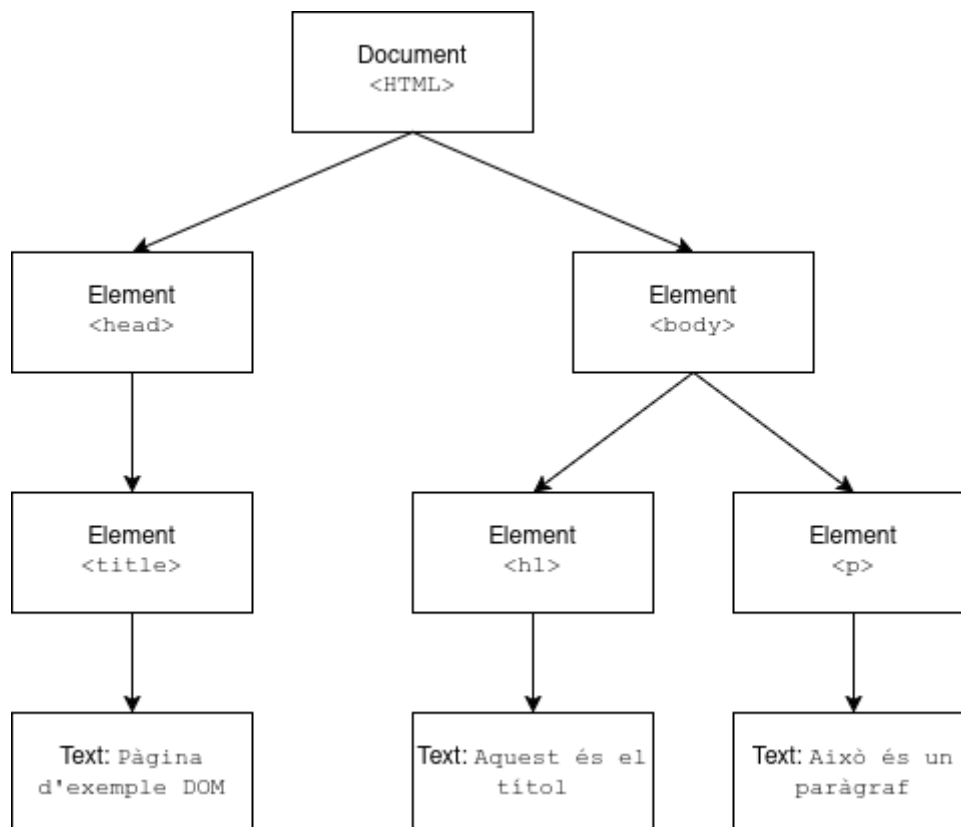 Document
<HTML>
Element
<head>
Element
<body>
Element
<title>
Element
<h1>
Element
<p>
Text: Pàgina
d'exemple DOM
Text: Aquest és el
títol
Text: Això és un
paràgraf